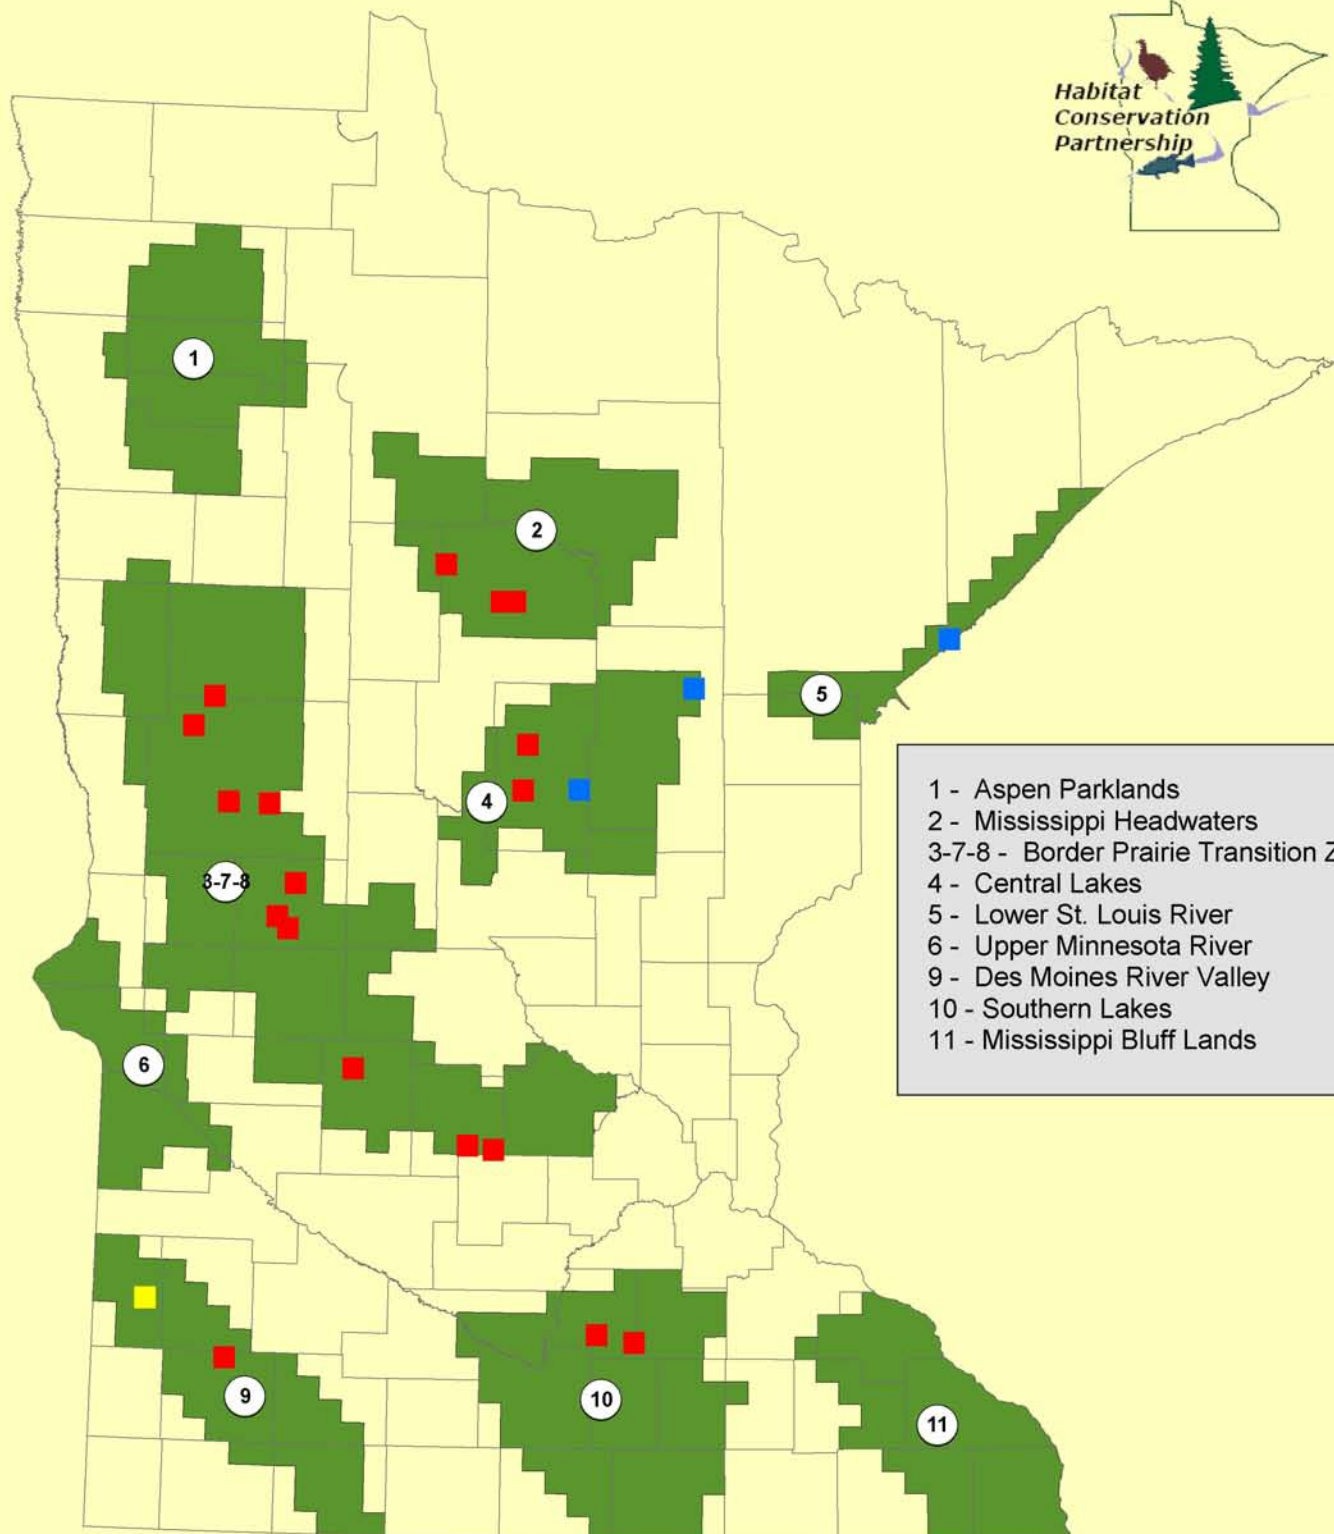 Habitat
Conservation
Partnership
1
2
5
4
3-7-8
6
9
10
11
1 - Aspen Parklands
2 - Mississippi Headwaters
3-7-8 - Border Prairie Transition Z
4 - Central Lakes
5 - Lower St. Louis River
6 - Upper Minnesota River
9 - Des Moines River Valley
10 - Southern Lakes
11 - Mississippi Bluff Lands